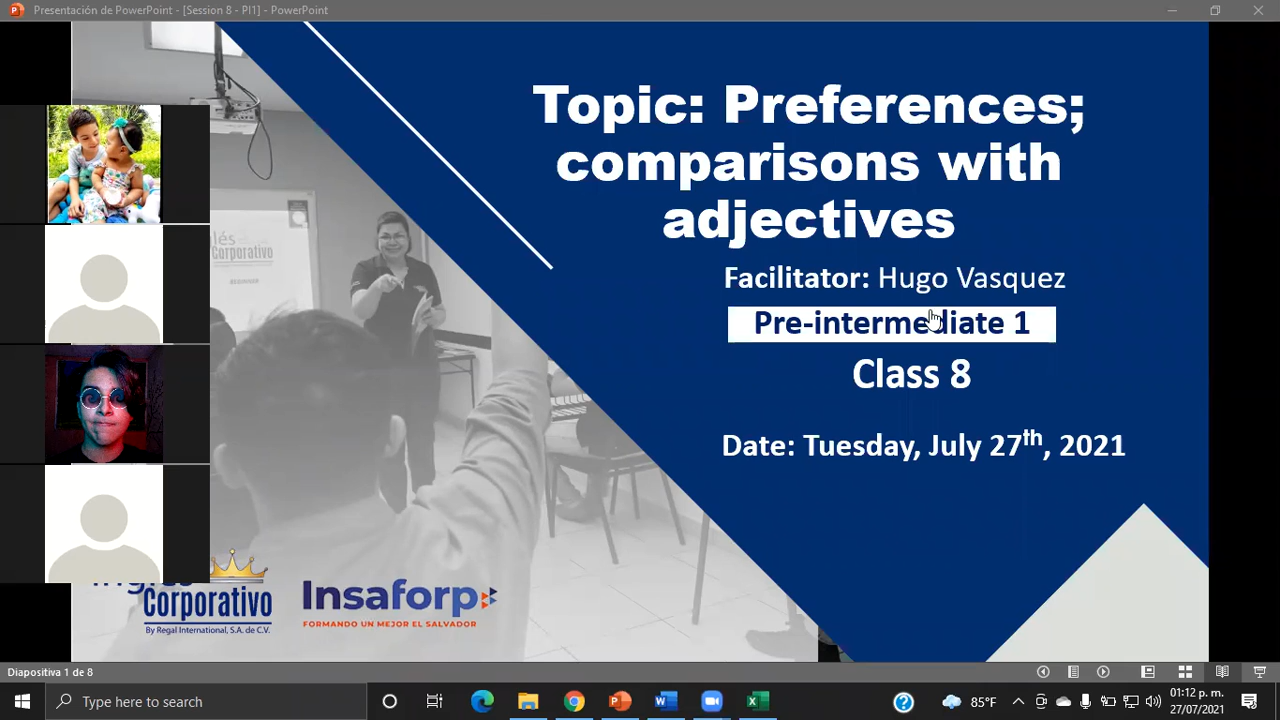 Presentación de PowerPoint - [Session 8 - PI1] - PowerPoint
Topic: Preferences;
comparisons with
adjectives
Facilitator: Hugo Vasquez
Pre-intermediate 1
Class 8
Date: Tuesday, July 27th, 2021
Corporativo
Inglés
Corporativo
By Regal International, S.A. de C.V.
Insaforp
FORMANDO UN MEJOR EL SALVADOR
Diapositiva 1 de 8
Type here to search
85°F
01:12 p. m.
27/07/2021